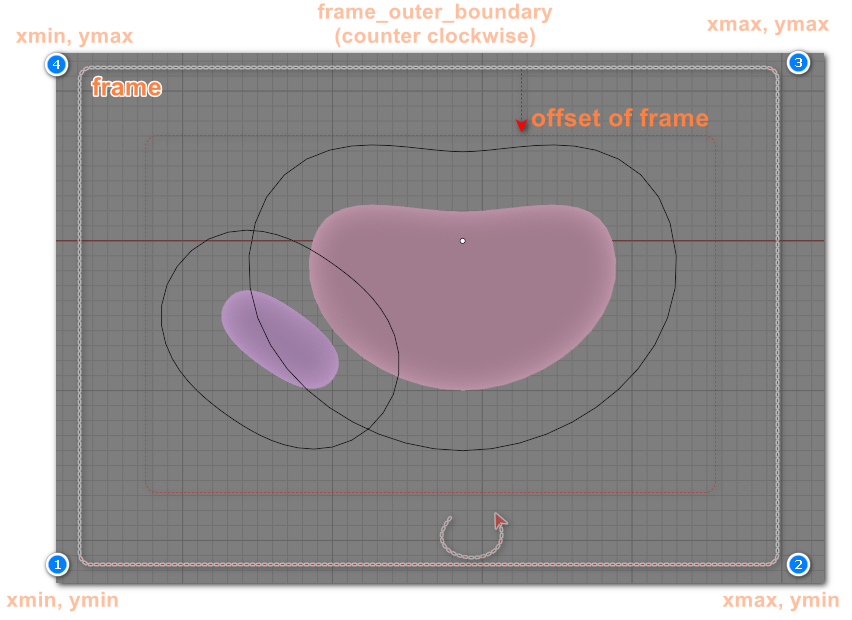 frame_outer_boundary
(counter clockwise)
xmin, ymax
xmax, ymax
4
3
frame
offset of frame
1
2
xmin, ymin
xmax, ymin